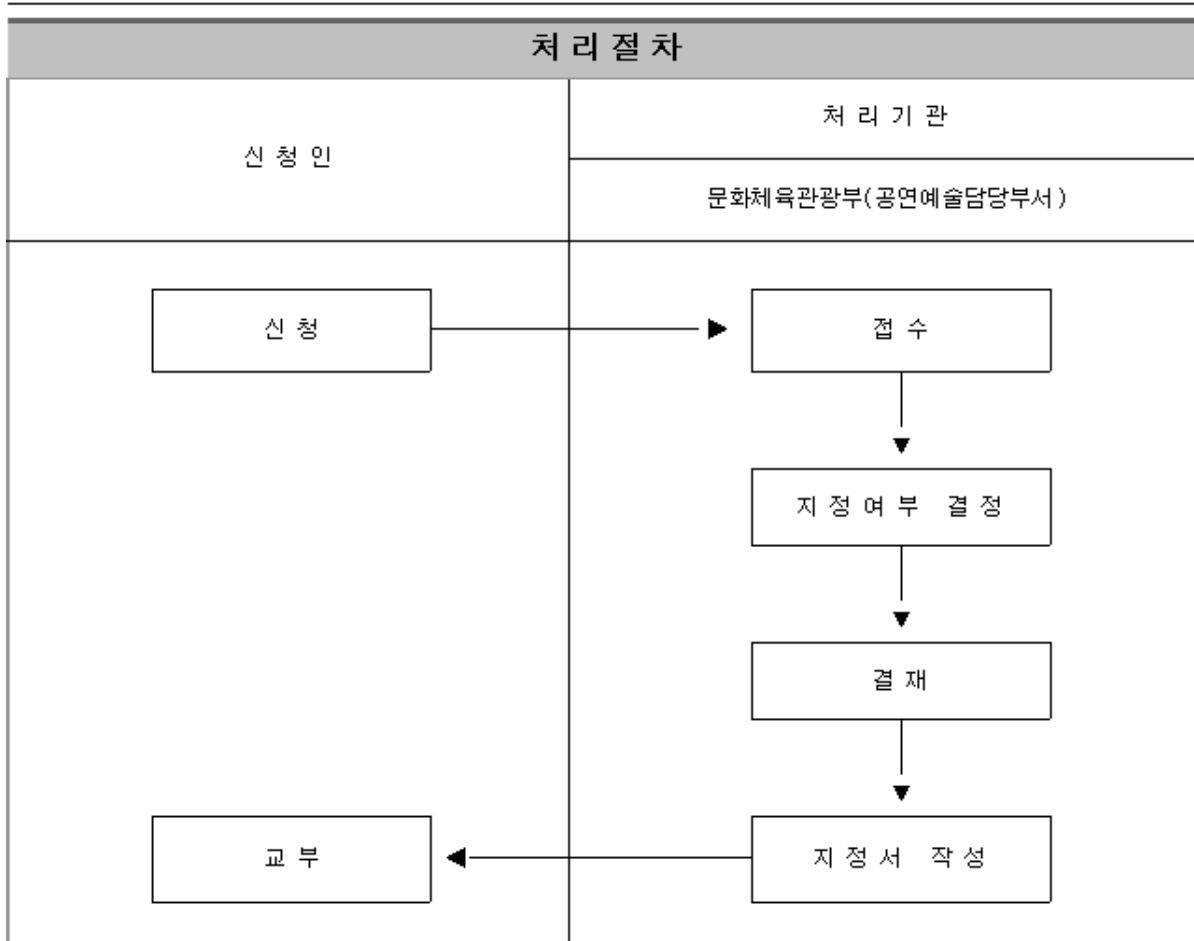 처리절차
신청인
처리기관
문화체육관광부(공연예술담당부서)
신청
접수
지정여부 결정
결재
지정서 작성
교부